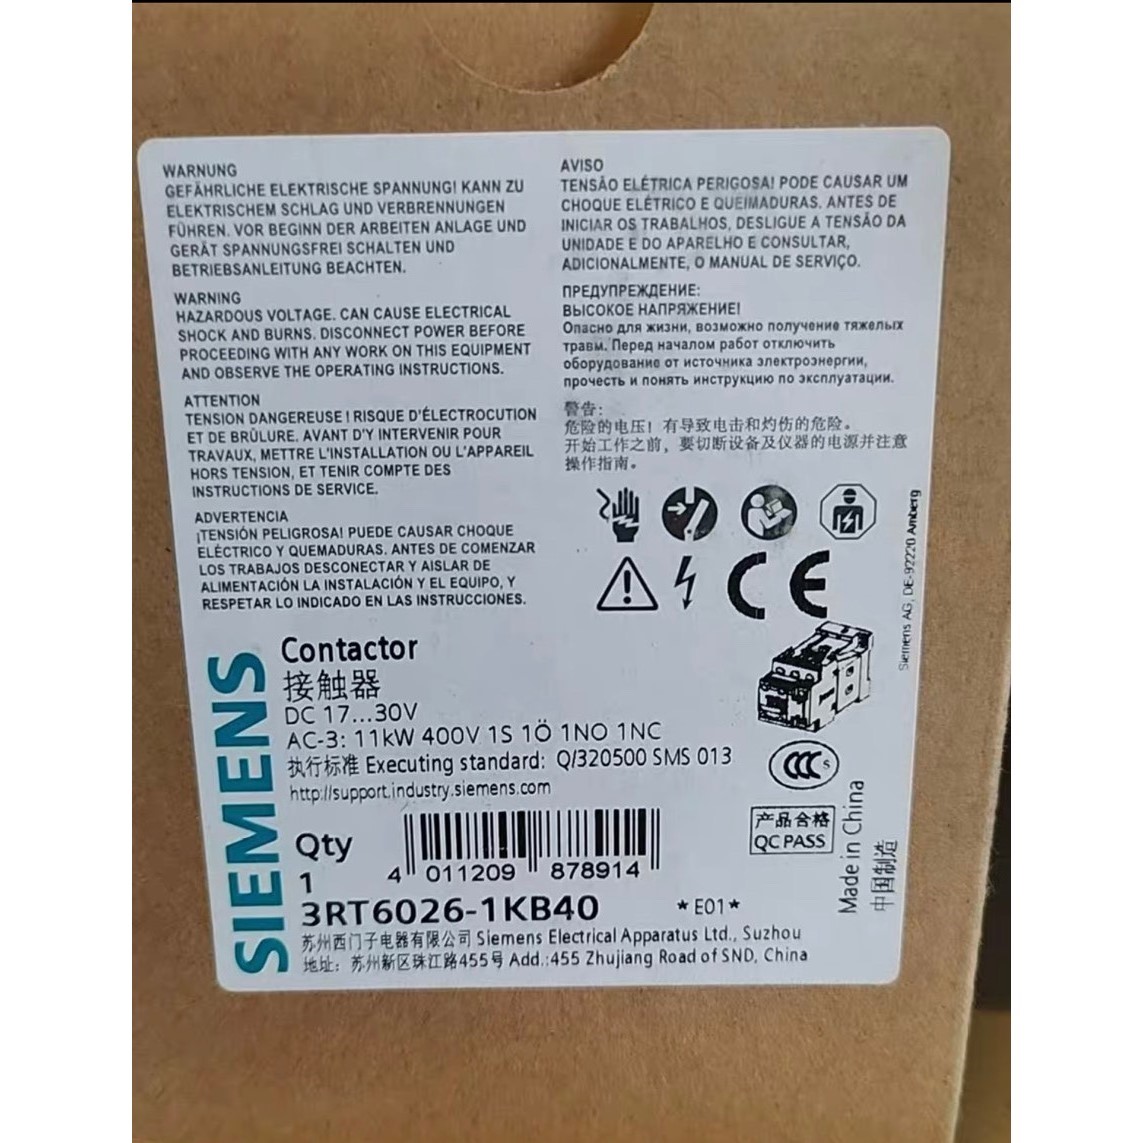 WARNUNG
GEFÄHRLICHE ELEKTRISCHE SPANNUNG! KANN ZU
ELEKTRISCHEM SCHLAG UND VERBRENNUNGEN
FÜHREN. VOR BEGINN DER ARBEITEN ANLAGE UND
GERÄT SPANNUNGSFREI SCHALTEN UND
BETRIEBSANLEITUNG BEACHTEN.
WARNING
HAZARDOUS VOLTAGE. CAN CAUSE ELECTRICAL
SHOCK AND BURNS. DISCONNECT POWER BEFORE
PROCEEDING WITH ANY WORK ON THIS EQUIPMENT
AND OBSERVE THE OPERATING INSTRUCTIONS.
ATTENTION
TENSION DANGEREUSE! RISQUE D'ÉLECTROCUTION
ET DE BRÛLURE. AVANT D'Y INTERVENIR POUR
TRAVAUX, METTRE L'INSTALLATION OU L'APPAREIL
HORS TENSION, ET TENIR COMPTE DES
INSTRUCTIONS DE SERVICE.
ADVERTENCIA
¡TENSIÓN PELIGROSA! PUEDE CAUSAR CHOQUE
ELÉCTRICO Y QUEMADURAS. ANTES DE COMENZAR
LOS TRABAJOS DESCONECTAR Y AISLAR DE
ALIMENTACIÓN LA INSTALACIÓN Y EL EQUIPO, Y
RESPETAR LO INDICADO EN LAS INSTRUCCIONES.
AVISO
TENSÃO ELÉTRICA PERIGOSA! PODE CAUSAR UM
CHOQUE ELÉTRICO E QUEIMADURAS. ANTES DE
INICIAR OS TRABALHOS, DESLIGUE A TENSÃO DA
UNIDADE E DO APARELHO E CONSULTAR,
ADICIONALMENTE, O MANUAL DE SERVIÇO.
ПРЕДУПРЕЖДЕНИЕ:
ВЫСОКОЕ НАПРЯЖЕНИЕ!
Опасно для жизни, возможно получение тяжелых
травм. Перед началом работ отключить
оборудование от источника электроэнергии,
прочесть и понять инструкцию по эксплуатации.
警告:
危险的电压! 有导致电击和灼伤的危险。
开始工作之前, 要切断设备及仪器的电源并注意
操作指南。
CE
Siemens AG, DE-92220 Amberg
SIEMENS
Contactor
接触器
DC 17...30V
AC-3: 11kW 400V 1S 1Ö 1NO 1NC
执行标准 Executing standard: Q/320500 SMS 013
http://support.industry.siemens.com
CCC S
产品合格
QC PASS
Made in China
中国制造
Qty
1
4 011209 878914
3RT6026-1KB40 *E01*
苏州西门子电器有限公司 Siemens Electrical Apparatus Ltd., Suzhou
地址: 苏州新区珠江路455号 Add.:455 Zhujiang Road of SND, China